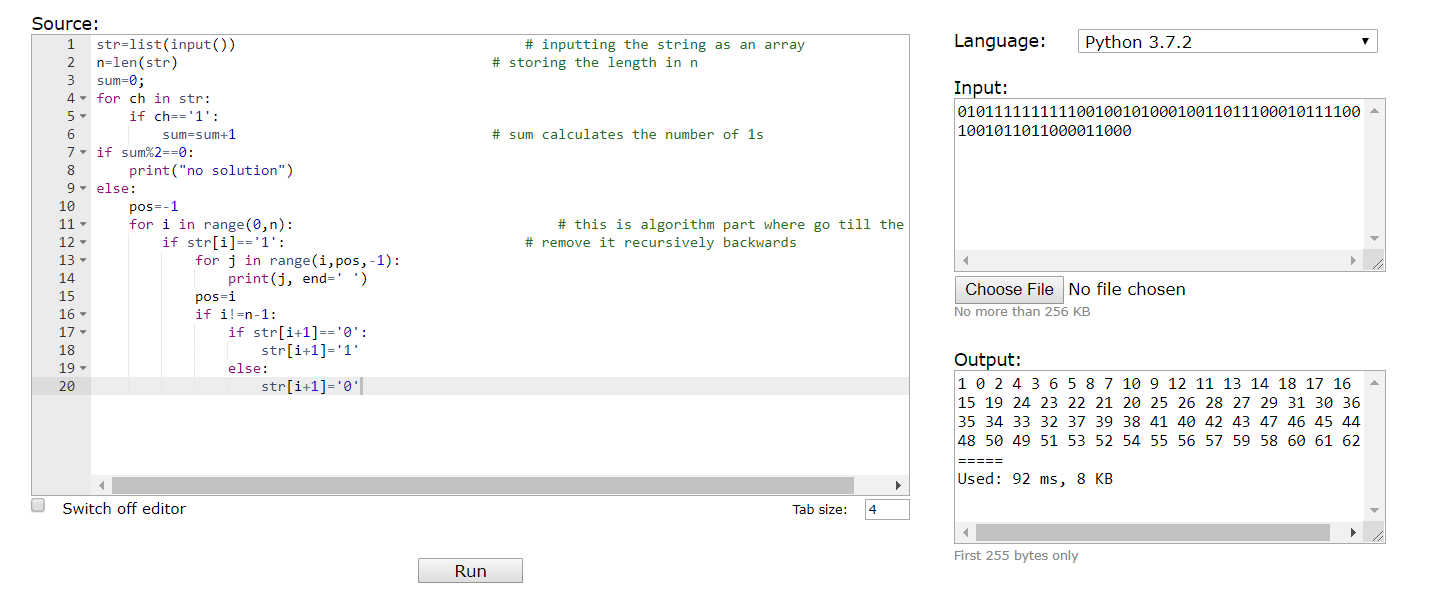 Source:
1 str=list(input()) # inputting the string as an array
2 n=len(str) # storing the length in n
3 sum=0;
4 for ch in str:
5 if ch=='1':
6 sum=sum+1 # sum calculates the number of 1s
7 if sum%2==0:
8 print("no solution")
9 else:
10 pos=-1
11 for i in range(0,n): # this is algorithm part where go till the
12 if str[i]=='1': # remove it recursively backwards
13 for j in range(i,pos,-1):
14 print(j, end=' ')
15 pos=i
16 if i!=n-1:
17 if str[i+1]=='0':
18 str[i+1]='1'
19 else:
20 str[i+1]='0'
Switch off editor
Tab size: 4
Run
Language: Python 3.7.2
Input:
01011111111110010010100010011011100010111100
1001011011000011000
Choose File No file chosen
No more than 256 KB
Output:
1 0 2 4 3 6 5 8 7 10 9 12 11 13 14 18 17 16
15 19 24 23 22 21 20 25 26 28 27 29 31 30 36
35 34 33 32 37 39 38 41 40 42 43 47 46 45 44
48 50 49 51 53 52 54 55 56 57 59 58 60 61 62
=====
Used: 92 ms, 8 KB
First 255 bytes only